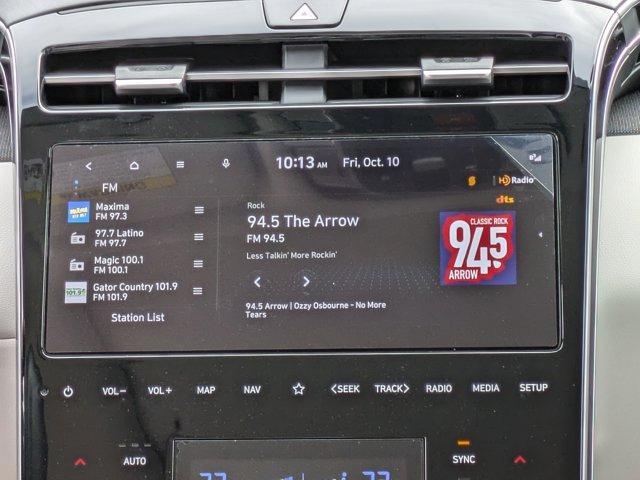 10:13 AM Fri, Oct. 10
HD Radio
dts
FM
Maxima
FM 97.3
97.7 Latino
FM 97.7
Magic 100.1
FM 100.1
Gator Country 101.9
FM 101.9
Station List
Rock
94.5 The Arrow
FM 94.5
Less Talkin' More Rockin'
94.5 Arrow | Ozzy Osbourne - No More
Tears
CLASSIC ROCK
94.5
ARROW
VOL- VOL+ MAP NAV <SEEK TRACK> RADIO MEDIA SETUP
AUTO SYNC